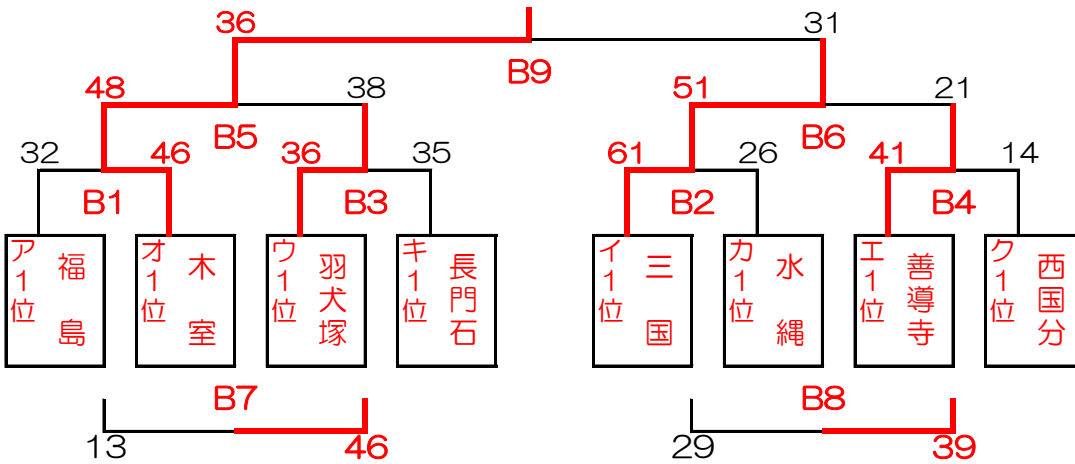 36 31
B9
48 38 51 21
B5 B6
32 46 36 35 61 26 41 14
B1 B3 B2 B4
ア1位 福島
オ1位 木室
ウ1位 羽犬塚
キ1位 長門石
イ1位 三国
カ1位 水縄
エ1位 善導寺
ク1位 西国分
B7 B8
13 46 29 39